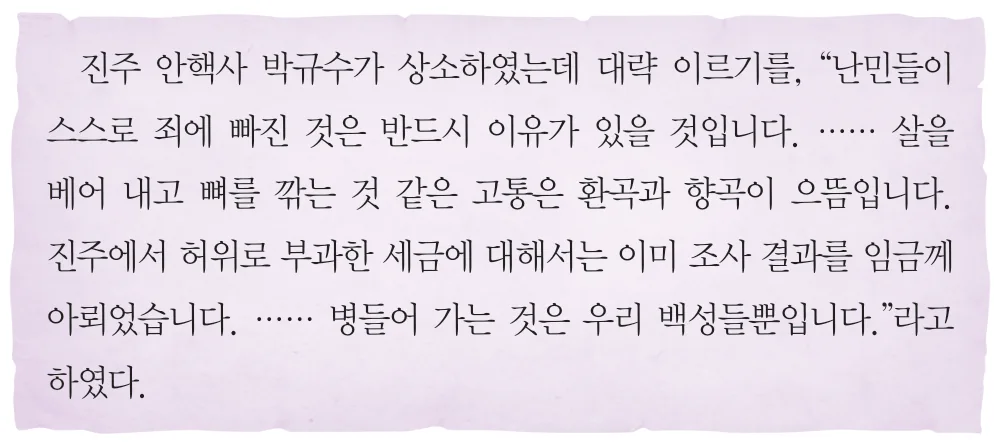 진주 안핵사 박규수가 상소하였는데 대략 이르기를, “난민들이
스스로 죄에 빠진 것은 반드시 이유가 있을 것입니다. …… 살을
베어 내고 뼈를 깎는 것 같은 고통은 환곡과 향곡이 으뜸입니다.
진주에서 허위로 부과한 세금에 대해서는 이미 조사 결과를 임금께
아뢰었습니다. …… 병들어 가는 것은 우리 백성들뿐입니다.”라고
하였다.